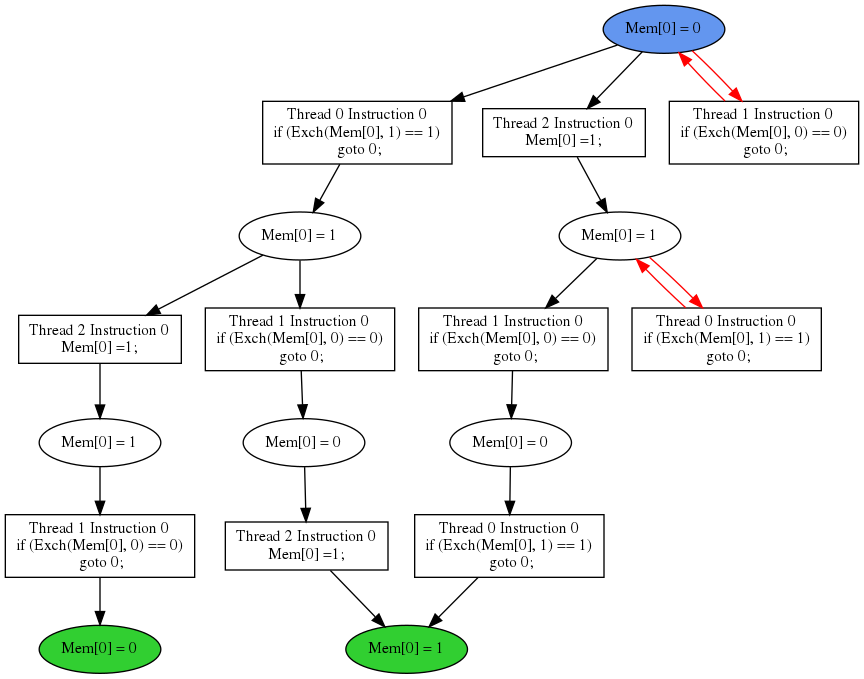 Mem[0] = 0
Thread 0 Instruction 0
if (Exch(Mem[0], 1) == 1)
goto 0;
Thread 2 Instruction 0
Mem[0] =1;
Thread 1 Instruction 0
if (Exch(Mem[0], 0) == 0)
goto 0;
Mem[0] = 1
Mem[0] = 1
Thread 2 Instruction 0
Mem[0] =1;
Thread 1 Instruction 0
if (Exch(Mem[0], 0) == 0)
goto 0;
Thread 1 Instruction 0
if (Exch(Mem[0], 0) == 0)
goto 0;
Thread 0 Instruction 0
if (Exch(Mem[0], 1) == 1)
goto 0;
Mem[0] = 1
Mem[0] = 0
Mem[0] = 0
Thread 1 Instruction 0
if (Exch(Mem[0], 0) == 0)
goto 0;
Thread 2 Instruction 0
Mem[0] =1;
Thread 0 Instruction 0
if (Exch(Mem[0], 1) == 1)
goto 0;
Mem[0] = 0
Mem[0] = 1